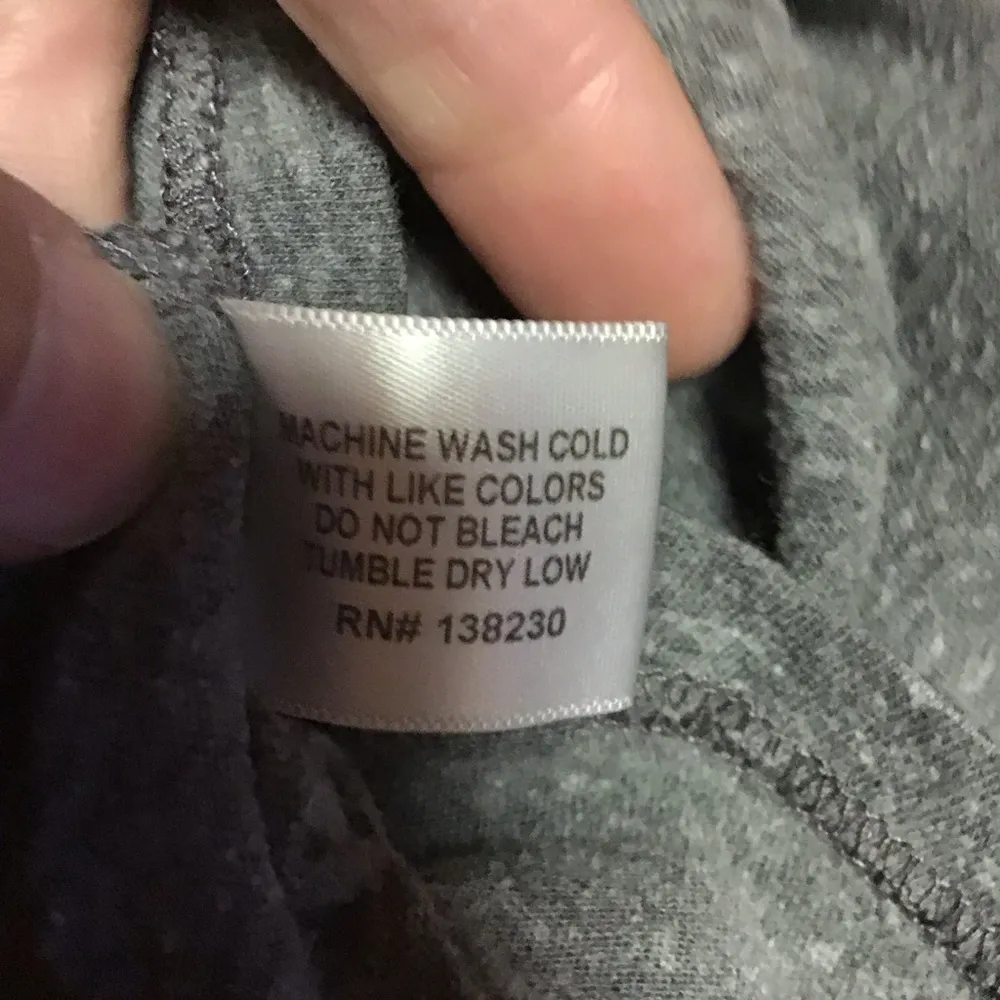 MACHINE WASH COLD
WITH LIKE COLORS
DO NOT BLEACH
TUMBLE DRY LOW
RN# 138230